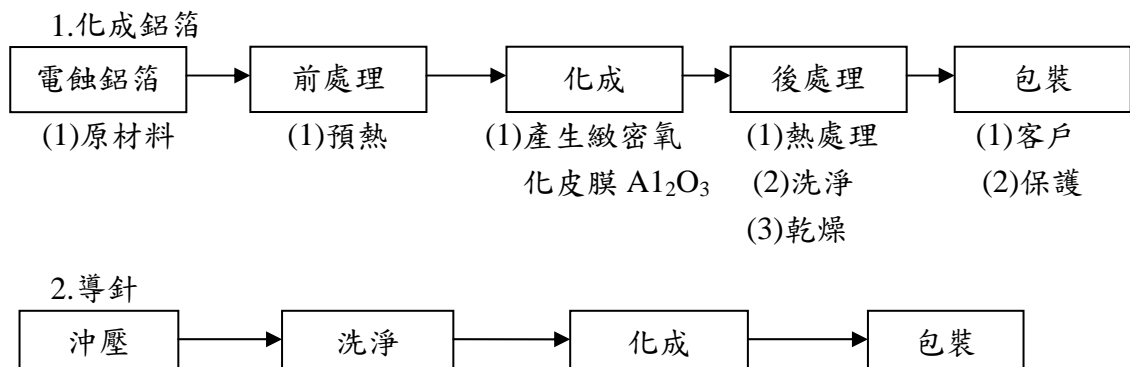 1.化成鋁箔
電蝕鋁箔 前處理 化成 後處理 包裝
(1)原材料 (1)預熱 (1)產生緻密氧 (1)熱處理 (1)客戶
化皮膜 A1₂O₃ (2)洗淨 (2)保護
(3)乾燥
2.導針
沖壓 洗淨 化成 包裝